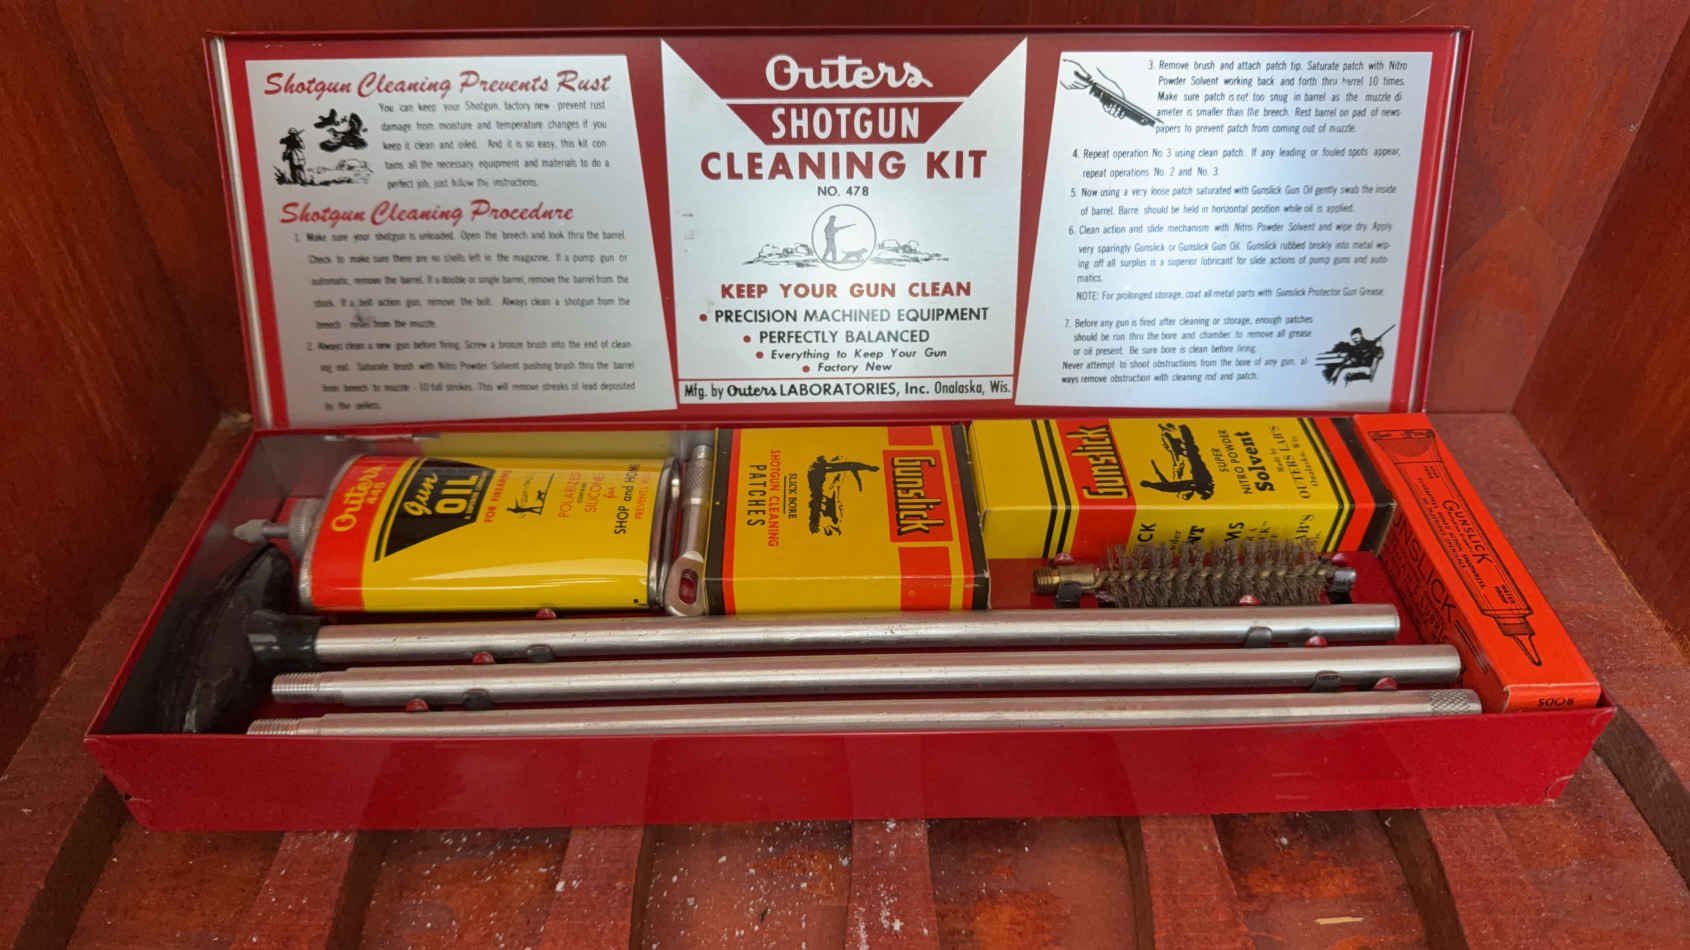 Shotgun Cleaning Prevents Rust
You can keep your Shotgun, factory new prevent rust
damage from moisture and temperature changes if you
keep it clean and oiled. And it is so easy, this kit con
tains all the necessary equipment and materials to do a
perfect job, just follow the instructions.
Shotgun Cleaning Procedure
1. Make sure your shotgun is unloaded. Open the breech and look thru the barrel.
Check to make sure there are no shells left in the magazine. If a pump gun or
automatic, remove the barrel. If a double or single barrel, remove the barrel from the
stock. If a bolt action gun, remove the bolt. Always clean a shotgun from the
breech never from the muzzle.
2. Always clean a new gun before firing. Screw a bronze brush into the end of clean-
ing rod. Saturate brush with Nitro Powder Solvent pushing brush thru the barrel
from breech to muzzle - 10 full strokes. This will remove streaks of lead deposited
by the pellets.
Outers
SHOTGUN
CLEANING KIT
NO. 478
KEEP YOUR GUN CLEAN
• PRECISION MACHINED EQUIPMENT
• PERFECTLY BALANCED
• Everything to Keep Your Gun
• Factory New
Mfg. by Outers LABORATORIES, Inc. Onalaska, Wis.
3. Remove brush and attach patch tip. Saturate patch with Nitro
Powder Solvent working back and forth thru barrel 10 times.
Make sure patch is not too snug in barrel as the muzzle di
ameter is smaller than the breech. Rest barrel on pad of news-
papers to prevent patch from coming out of muzzle.
4. Repeat operation No 3 using clean patch. If any leading or fouled spots appear,
repeat operations No. 2 and No. 3.
5. Now using a very loose patch saturated with Gunslick Gun Oil gently swab the inside
of barrel. Barre should be held in horizontal position while oil is applied.
6. Clean action and slide mechanism with Nitro Powder Solvent and wipe dry. Apply
very sparingly Gunslick or Gunslick Gun Oil. Gunslick rubbed briskly into metal wip-
ing off all surplus is a superior lubricant for slide actions of pump guns and auto-
matics.
NOTE: For prolonged storage, coat all metal parts with Gunslick Protector Gun Grease.
7. Before any gun is fired after cleaning or storage, enough patches
should be run thru the bore and chamber to remove all grease
or oil present. Be sure bore is clean before firing.
Never attempt to shoot obstructions from the bore of any gun, al-
ways remove obstruction with cleaning rod and patch.
Outers
445
gun
OIL
FOR FIREARMS
POLARIZED
SILICONE
for
SHOP and HOME
Gunslick
SLICK BORE
SHOTGUN CLEANING
PATCHES
Gunslick
SUPER
NITRO POWDER
Solvent
Made by
OUTERS LAB'S
Onalaska, Wis.
GUNSLICK
GUNSLICK
5008